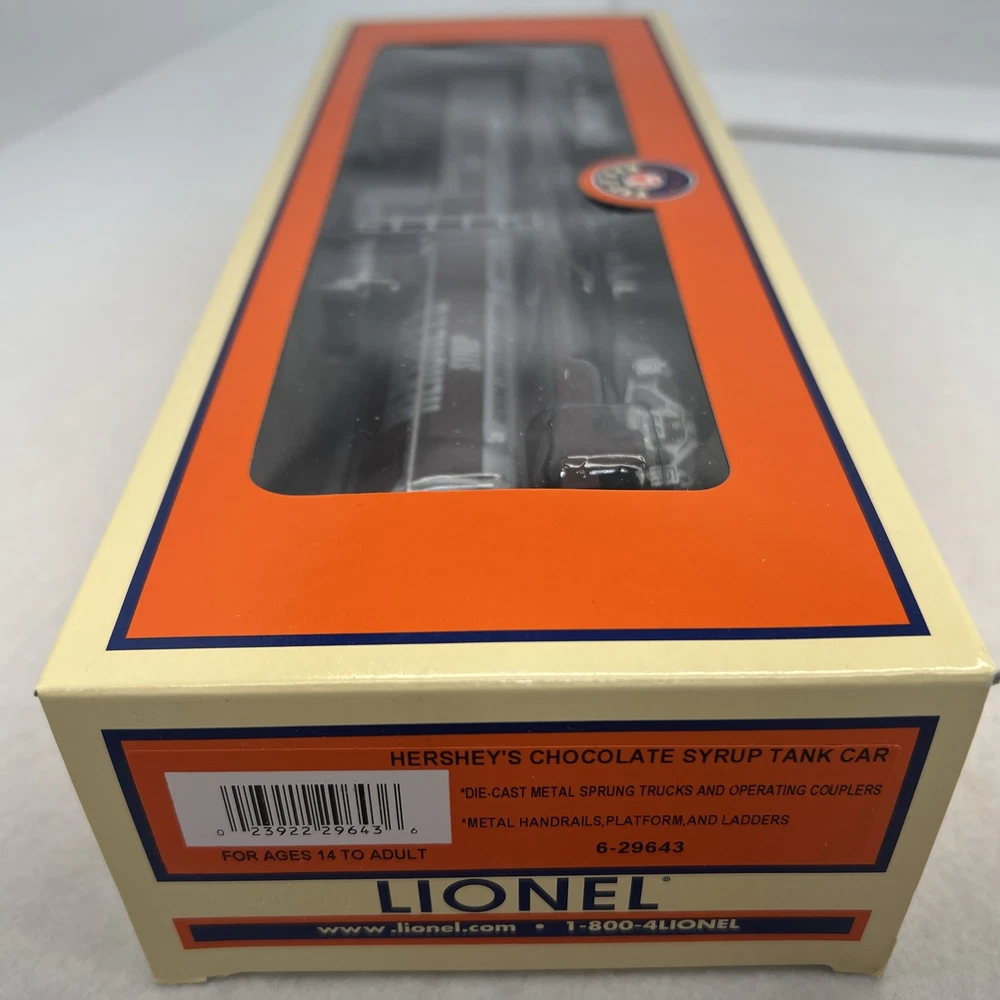 HERSHEY'S CHOCOLATE SYRUP TANK CAR
*DIE-CAST METAL SPRUNG TRUCKS AND OPERATING COUPLERS
*METAL HANDRAILS,PLATFORM,AND LADDERS
6-29643
0 23922 29643 6
FOR AGES 14 TO ADULT
LIONEL®
www.lionel.com • 1-800-4LIONEL